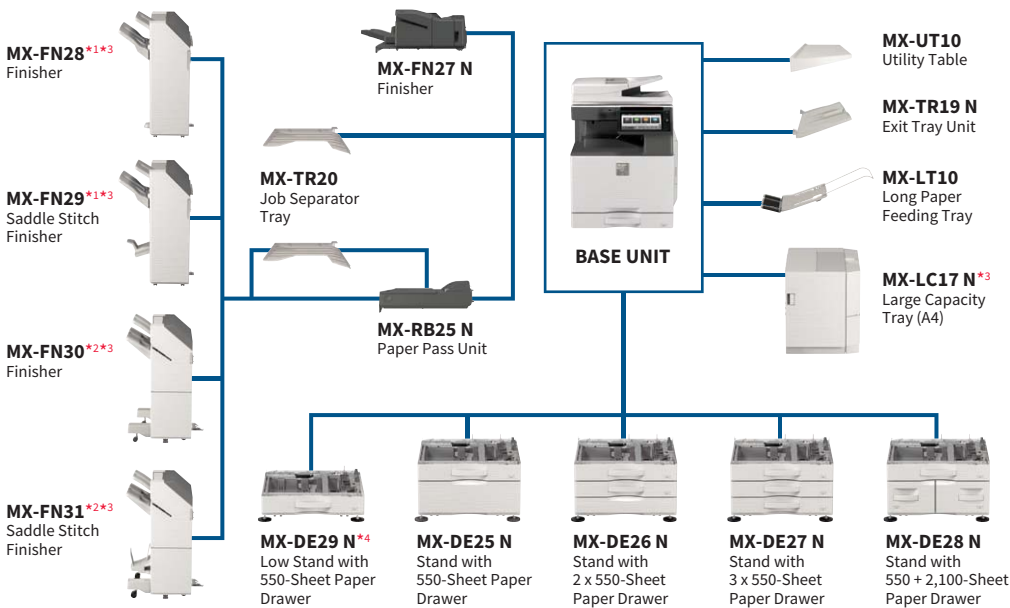 MX-FN28*1*3
Finisher
MX-FN29*1*3
Saddle Stitch
Finisher
MX-FN30*2*3
Finisher
MX-FN31*2*3
Saddle Stitch
Finisher
MX-FN27 N
Finisher
MX-TR20
Job Separator
Tray
MX-RB25 N
Paper Pass Unit
BASE UNIT
MX-UT10
Utility Table
MX-TR19 N
Exit Tray Unit
MX-LT10
Long Paper
Feeding Tray
MX-LC17 N*3
Large Capacity
Tray (A4)
MX-DE29 N*4
Low Stand with
550-Sheet Paper
Drawer
MX-DE25 N
Stand with
550-Sheet Paper
Drawer
MX-DE26 N
Stand with
2 x 550-Sheet
Paper Drawer
MX-DE27 N
Stand with
3 x 550-Sheet
Paper Drawer
MX-DE28 N
Stand with
550 + 2,100-Sheet
Paper Drawer